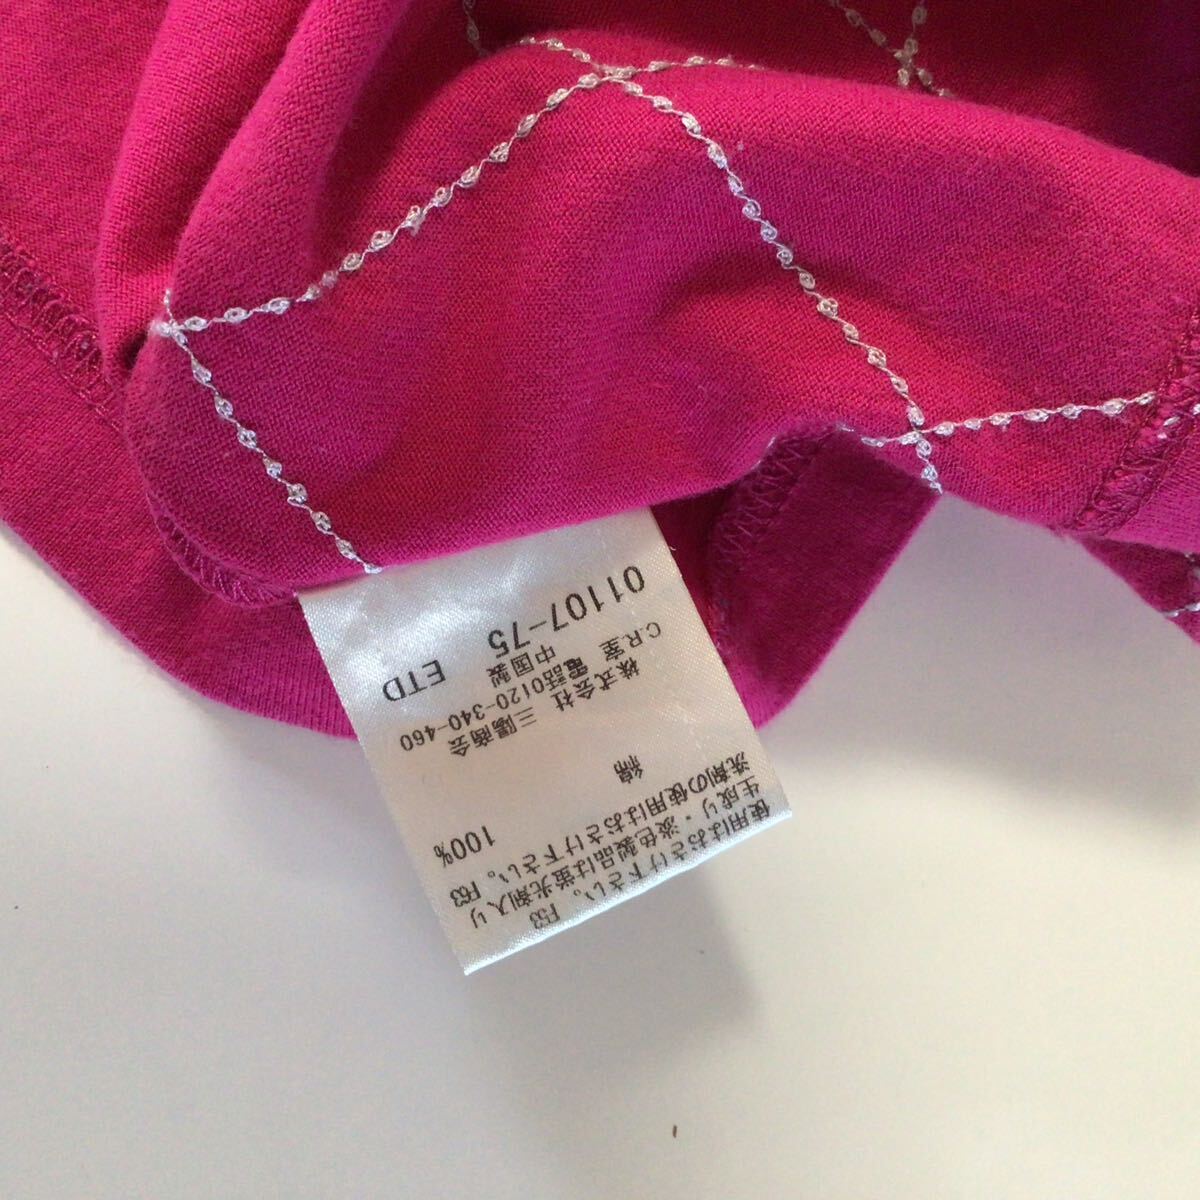 使用はおさけ下さい。 F53
生成り・淡色製品は蛍光剤入り
洗剤の使用はおさけ下さい。 F63
綿 100%
株式会社 三陽商会
C.R.室 電話0120-340-460
中国製
01107-75 ETD